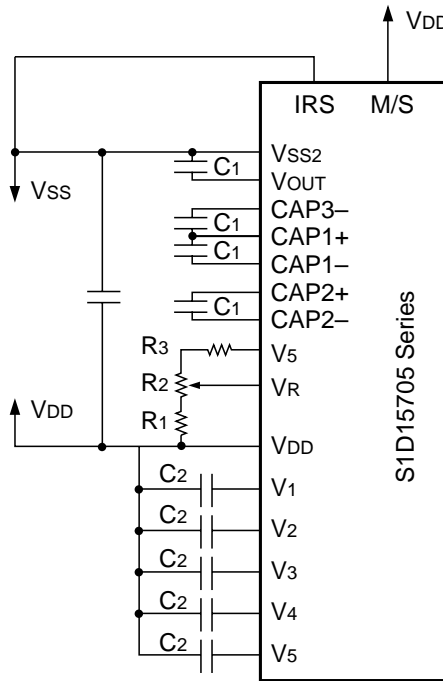 VDD
IRS M/S
VSS2
C1
VOUT
VSS
CAP3–
C1
CAP1+
C1
CAP1–
CAP2+
C1
CAP2–
R3
V5
R2
VR
VDD
R1
VDD
C2
V1
C2
V2
C2
V3
C2
V4
C2
V5
S1D15705 Series